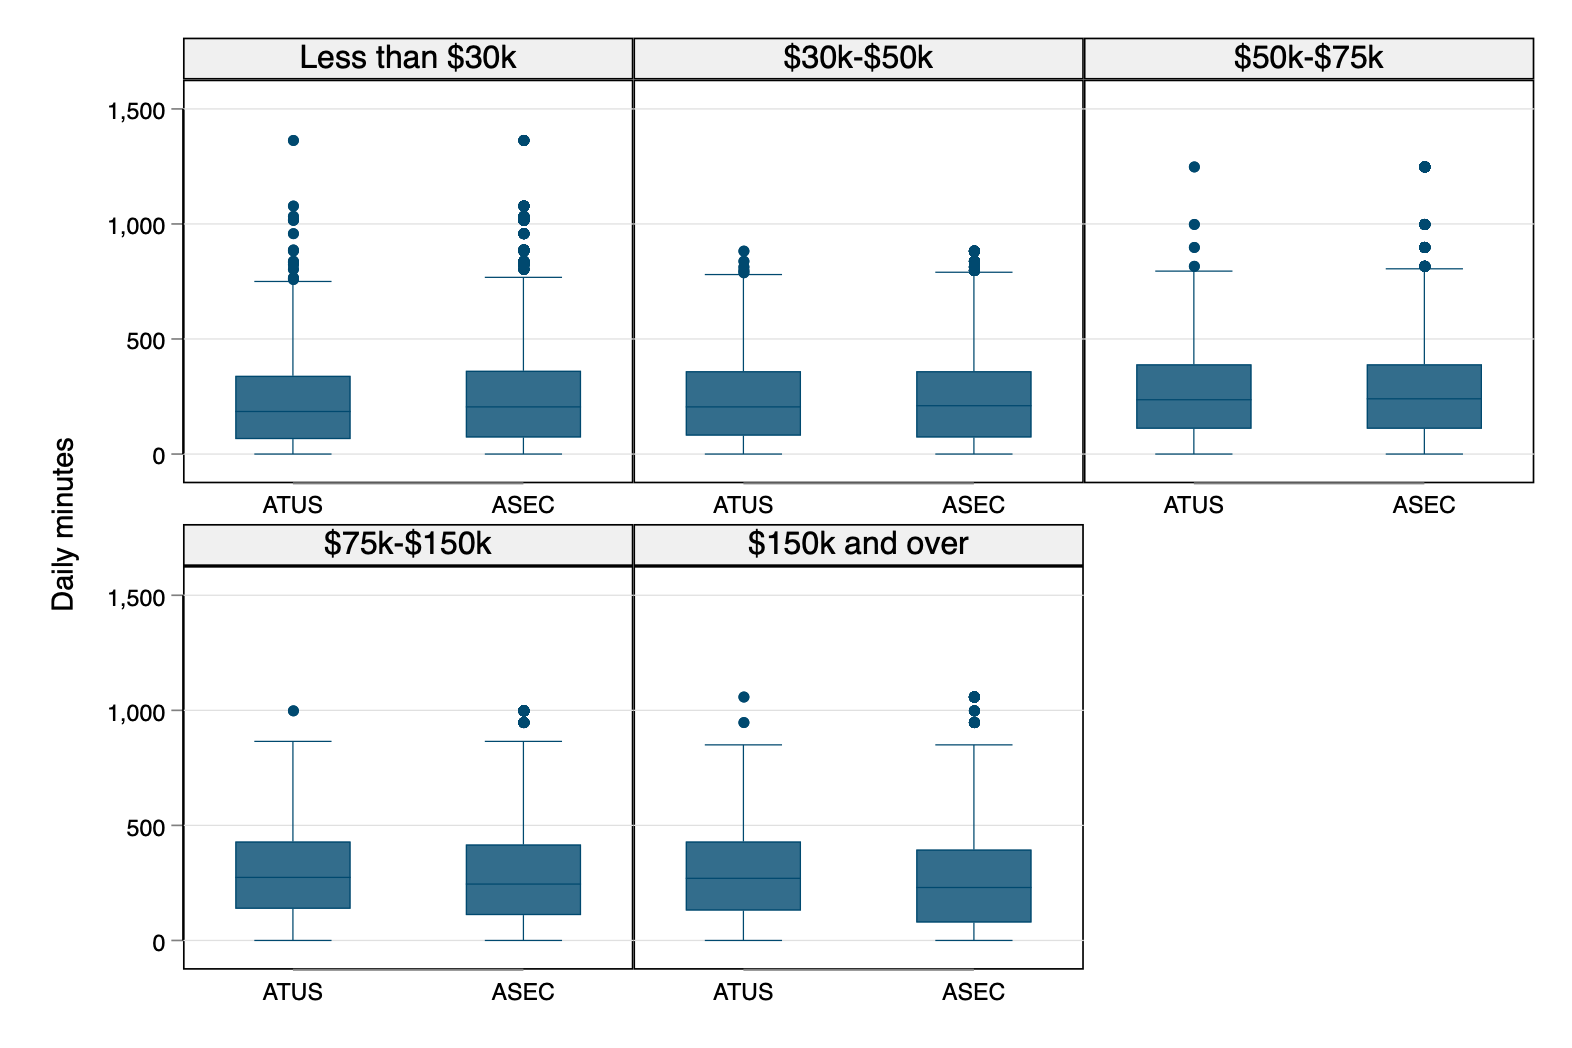 Less than $30k
$30k-$50k
$50k-$75k
1,500
1,000
500
0
ATUS
ASEC
ATUS
ASEC
ATUS
ASEC
Daily minutes
$75k-$150k
$150k and over
1,500
1,000
500
0
ATUS
ASEC
ATUS
ASEC